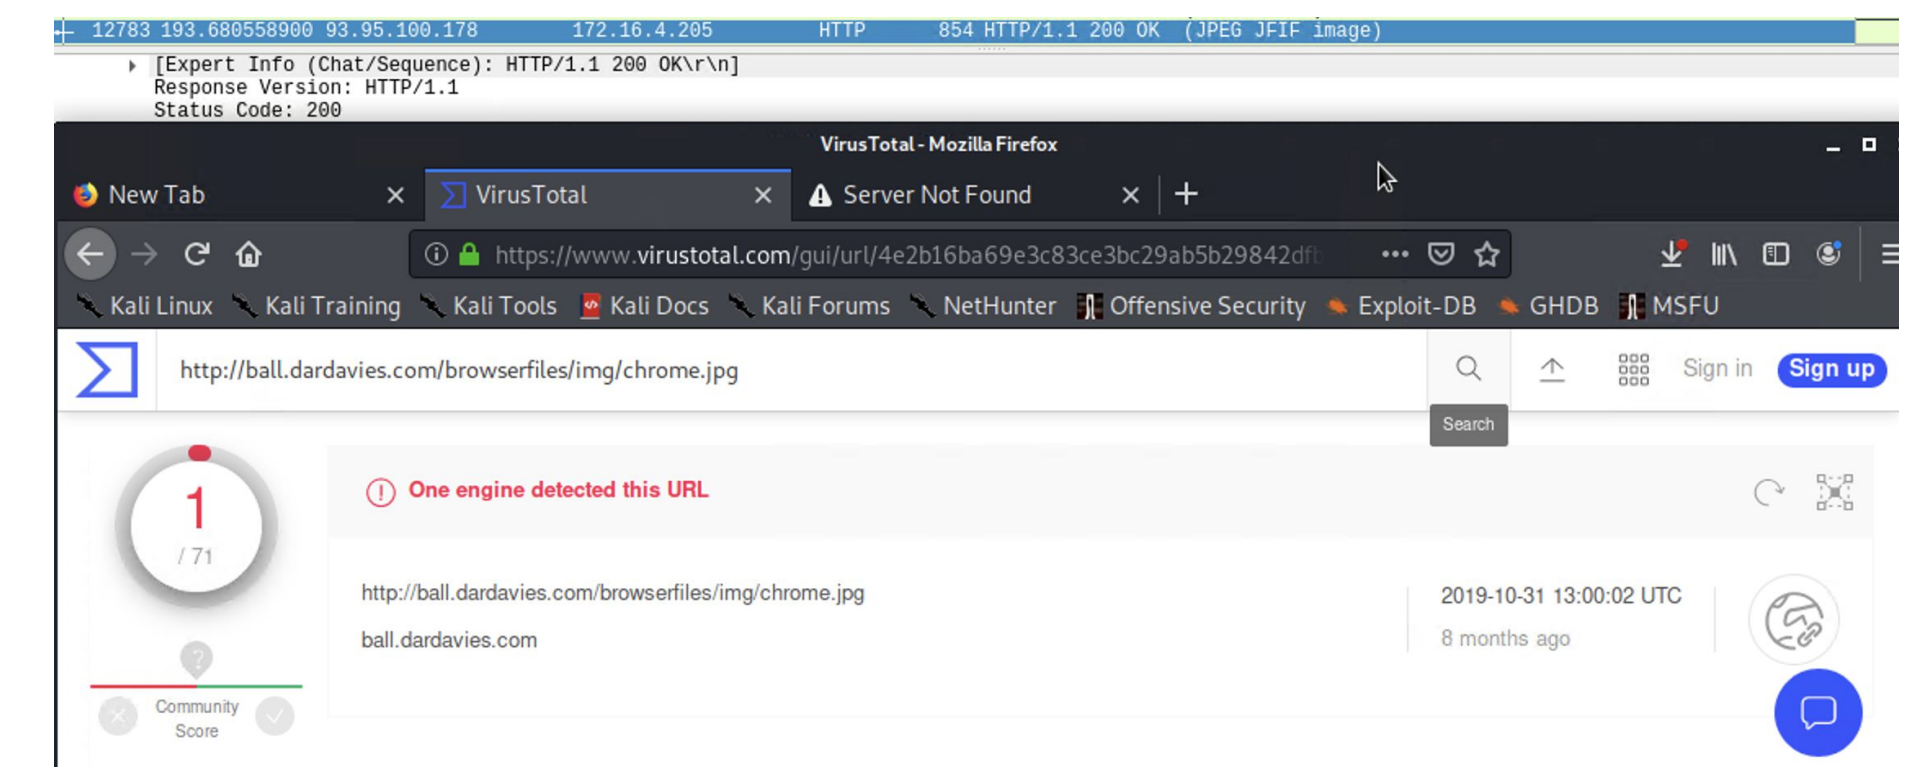 12783 193.680558900 93.95.100.178 172.16.4.205 HTTP 854 HTTP/1.1 200 OK (JPEG JFIF image)
[Expert Info (Chat/Sequence): HTTP/1.1 200 OK\r\n]
Response Version: HTTP/1.1
Status Code: 200
VirusTotal - Mozilla Firefox
New Tab VirusTotal Server Not Found
https://www.virustotal.com/gui/url/4e2b16ba69e3c83ce3bc29ab5b29842dfb
Kali Linux Kali Training Kali Tools Kali Docs Kali Forums NetHunter Offensive Security Exploit-DB GHDB MSFU
http://ball.dardavies.com/browserfiles/img/chrome.jpg Sign in Sign up
Search
1
/ 71
One engine detected this URL
http://ball.dardavies.com/browserfiles/img/chrome.jpg 2019-10-31 13:00:02 UTC
ball.dardavies.com 8 months ago
?
Community
Score